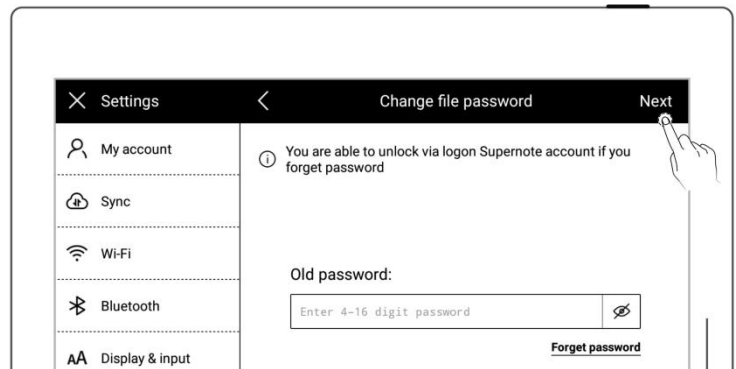 Settings
Change file password
Next
My account
You are able to unlock via logon Supernote account if you
forget password
Sync
Wi-Fi
Old password:
Bluetooth
Enter 4-16 digit password
Forget password
AA Display & input